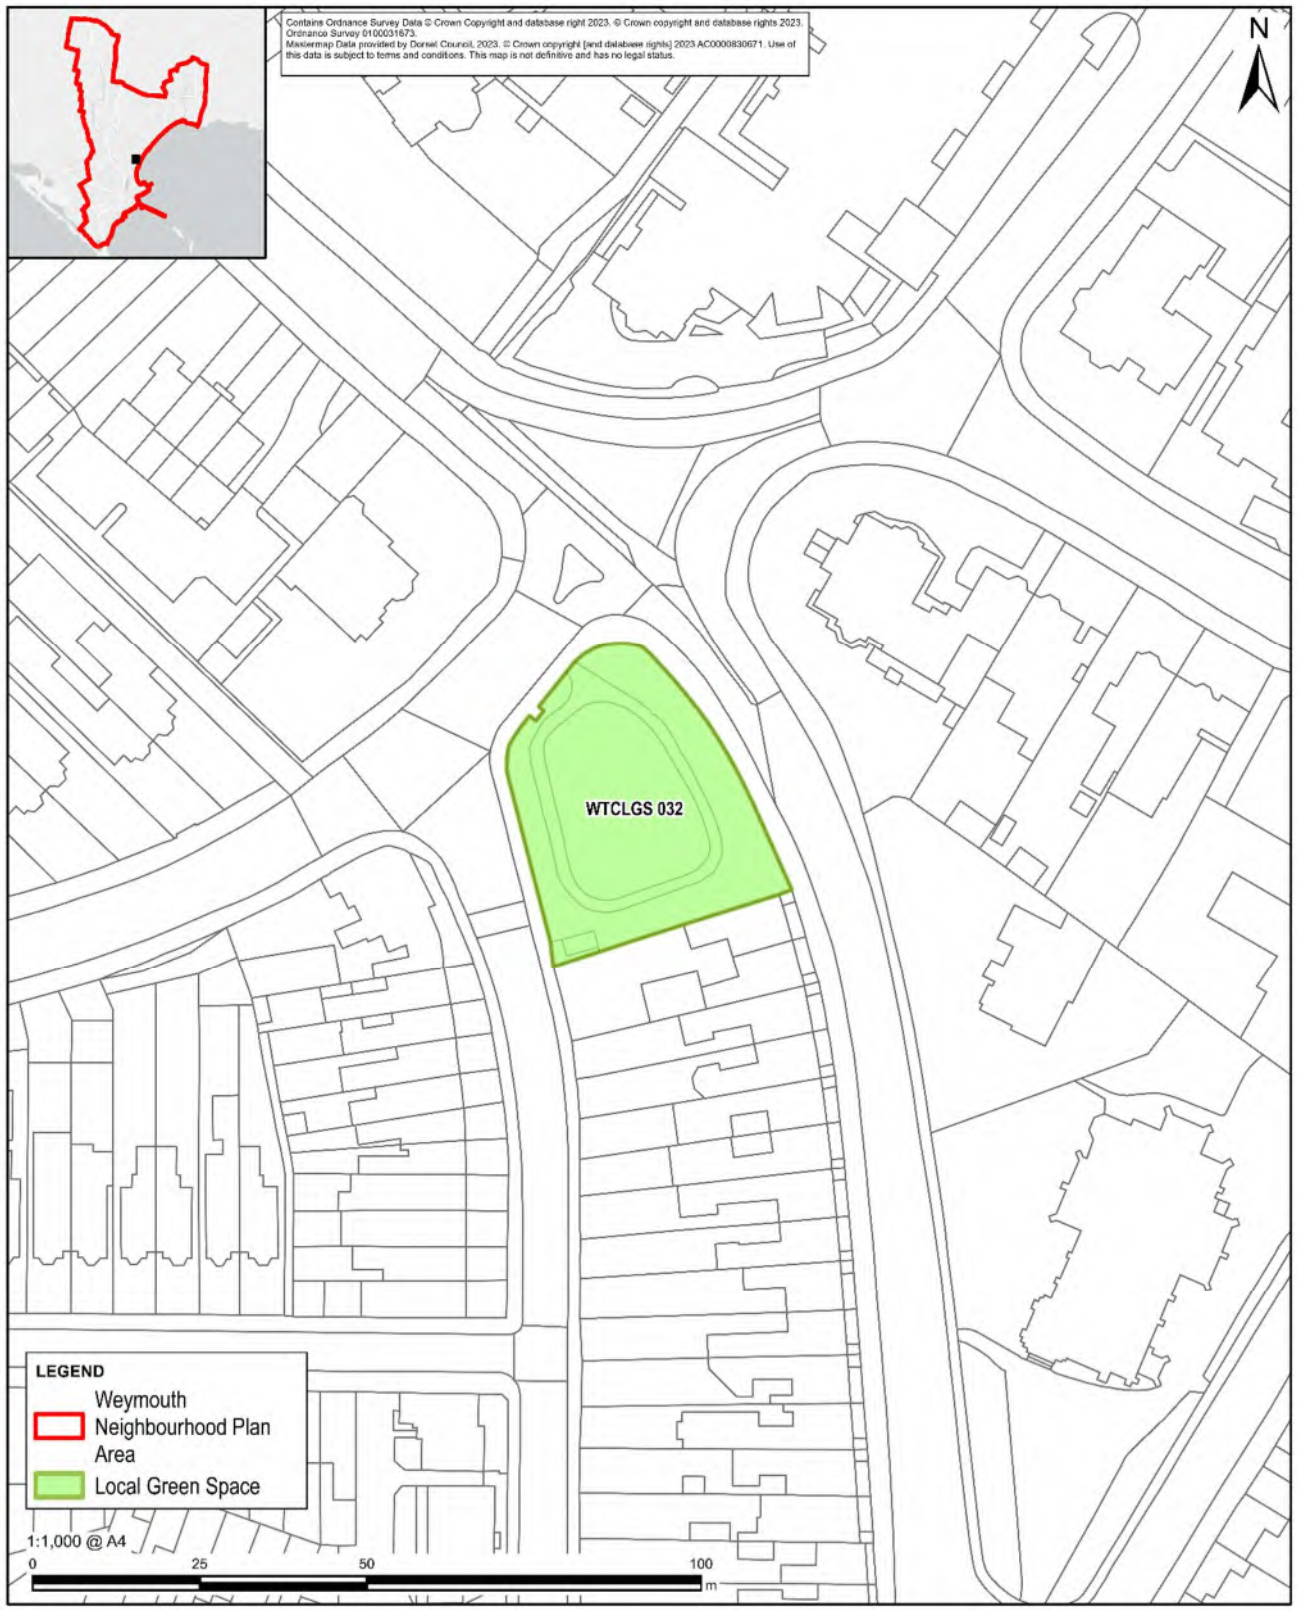 Contains Ordnance Survey Data © Crown Copyright and database right 2023. © Crown copyright and database rights 2023.
Ordnance Survey 0100031673.
Mastermap Data provided by Dorset Council, 2023. © Crown copyright [and database rights] 2023 AC0000830671. Use of
this data is subject to terms and conditions. This map is not definitive and has no legal status.
N
WTCLGS 032
LEGEND
Weymouth
Neighbourhood Plan
Area
Local Green Space
1:1,000 @ A4
0 25 50 100
m